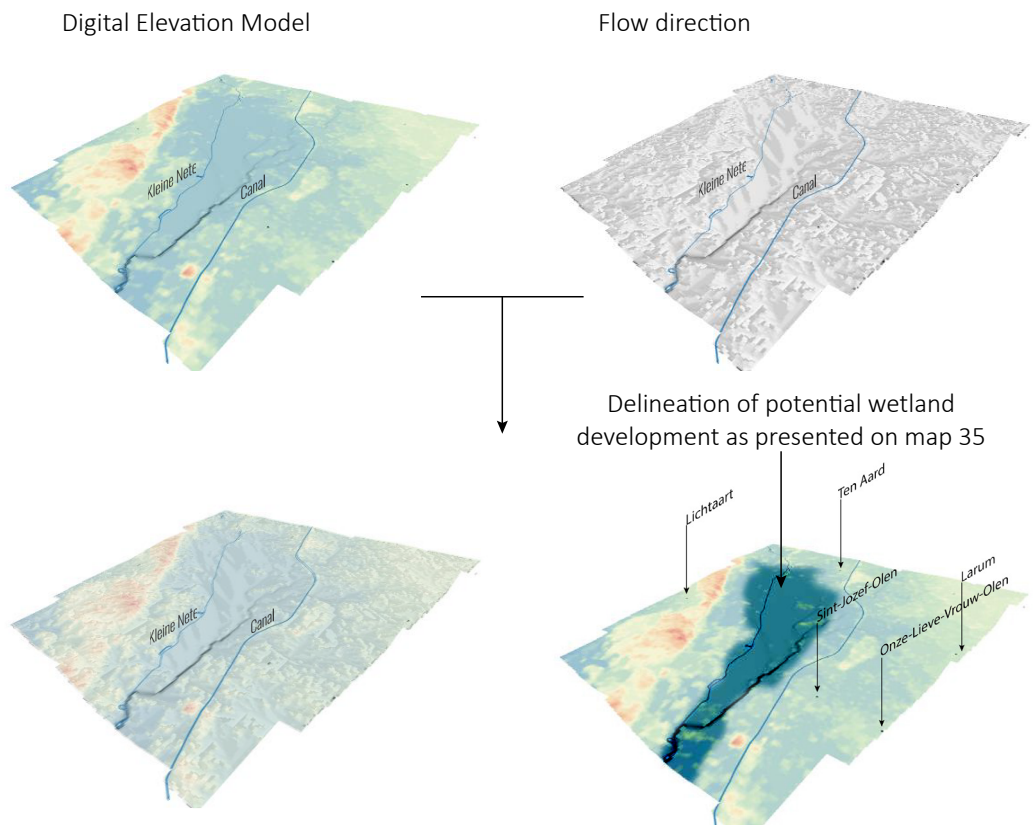 Digital Elevation Model
Flow direction
Kleine Nete
Canal
Kleine Nete
Canal
Delineation of potential wetland
development as presented on map 35
Lichtaart
Ten Aard
Sint-Jozef-Olen
Larum
Onze-Lieve-Vrouw-Olen
Kleine Nete
Canal